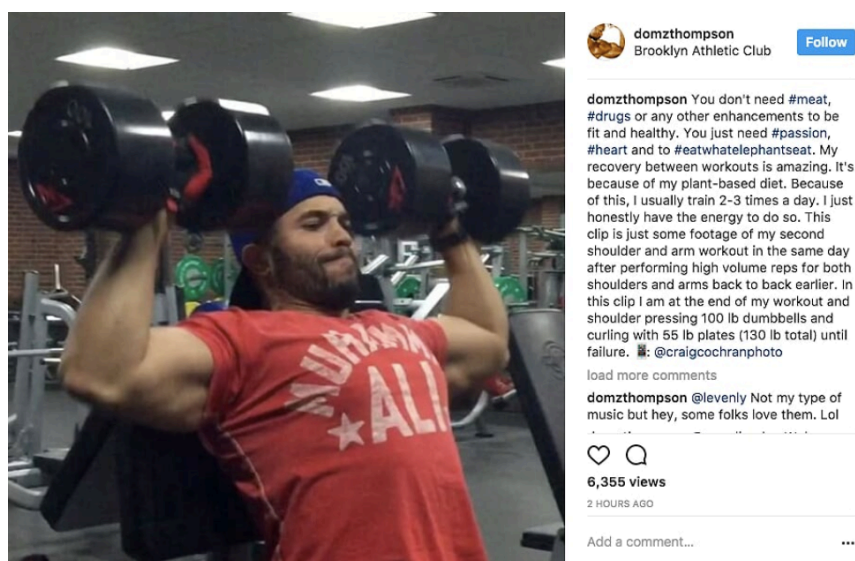 domzthompson
Brooklyn Athletic Club
Follow
domzthompson You don't need #meat,
#drugs or any other enhancements to be
fit and healthy. You just need #passion,
#heart and to #eatwhatelephantseat. My
recovery between workouts is amazing. It's
because of my plant-based diet. Because
of this, I usually train 2-3 times a day. I just
honestly have the energy to do so. This
clip is just some footage of my second
shoulder and arm workout in the same day
after performing high volume reps for both
shoulders and arms back to back earlier. In
this clip I am at the end of my workout and
shoulder pressing 100 lb dumbbells and
curling with 55 lb plates (130 lb total) until
failure. 📱: @craigcochranphoto
load more comments
domzthompson @levenly Not my type of
music but hey, some folks love them. Lol
6,355 views
2 HOURS AGO
Add a comment...
MUHAMMAD
ALI